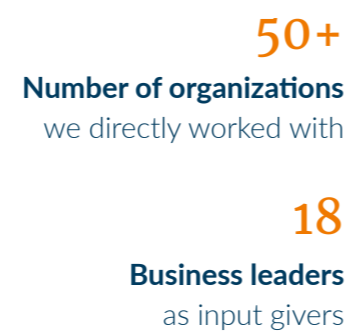 50+
Number of organizations
we directly worked with
18
Business leaders
as input givers